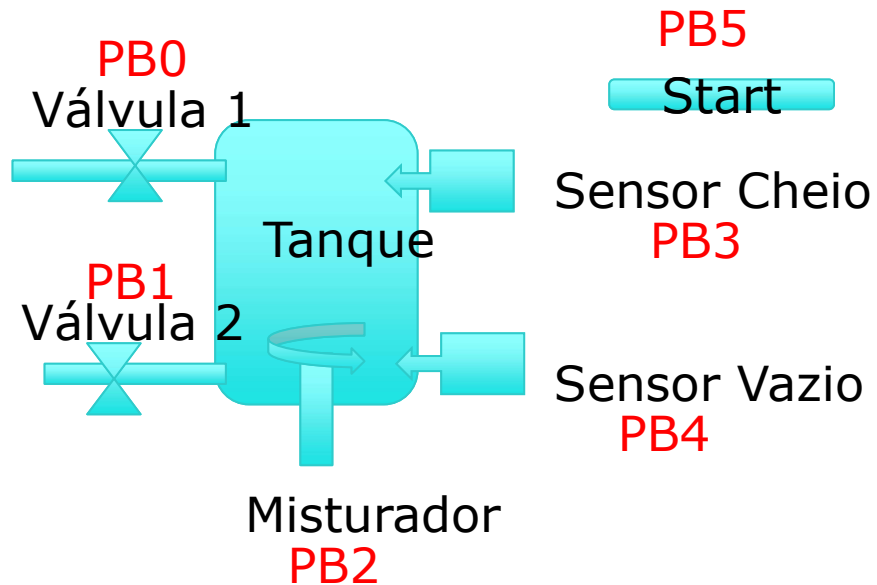 PB5
Start
PB0
Válvula 1
Sensor Cheio
PB3
Tanque
PB1
Válvula 2
Sensor Vazio
PB4
Misturador
PB2